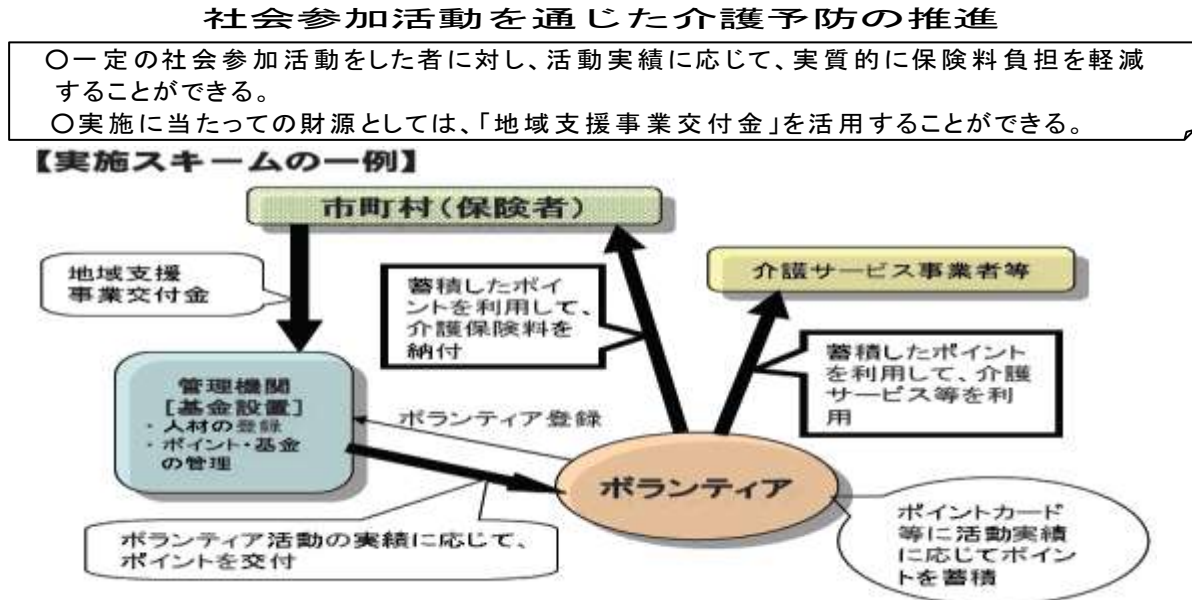 社会参加活動を通じた介護予防の推進
〇一定の社会参加活動をした者に対し、活動実績に応じて、実質的に保険料負担を軽減
することができる。
〇実施に当たっての財源としては、「地域支援事業交付金」を活用することができる。
【実施スキームの一例】
市町村（保険者）
地域支援
事業交付金
蓄積したポイ
ントを利用して、
介護保険料を
納付
介護サービス事業者等
蓄積したポイント
を利用して、介護
サービス等を利
用
管理機関
［基金設置］
・人材の登録
・ポイント・基金
の管理
ボランティア登録
ボランティア
ボランティア活動の実績に応じて、
ポイントを交付
ポイントカード
等に活動実績
に応じてポイン
トを蓄積